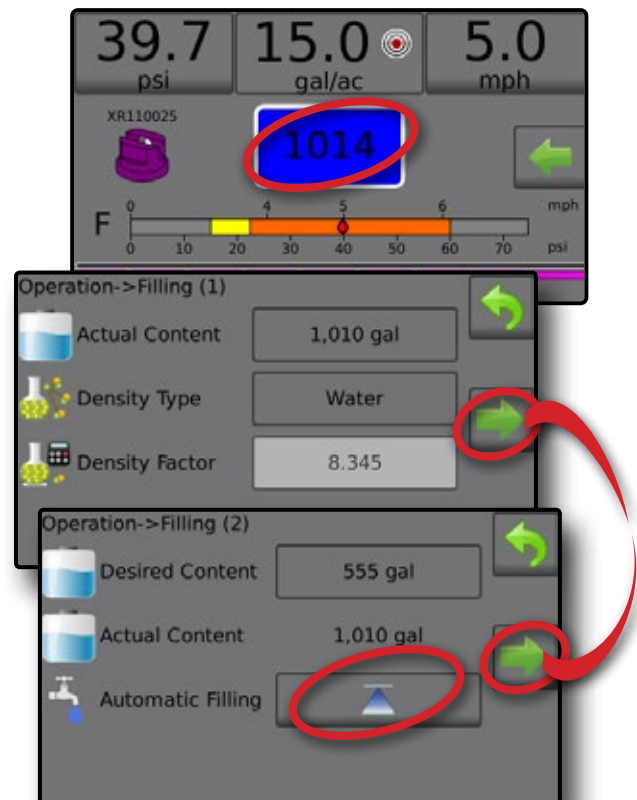 39.7 15.0 5.0
psi gal/ac mph
XR110025
1014
0 4 5 6 mph
F
0 10 20 30 40 50 60 70 psi
Operation->Filling (1)
Actual Content 1,010 gal
Density Type Water
Density Factor 8.345
Operation->Filling (2)
Desired Content 555 gal
Actual Content 1,010 gal
Automatic Filling